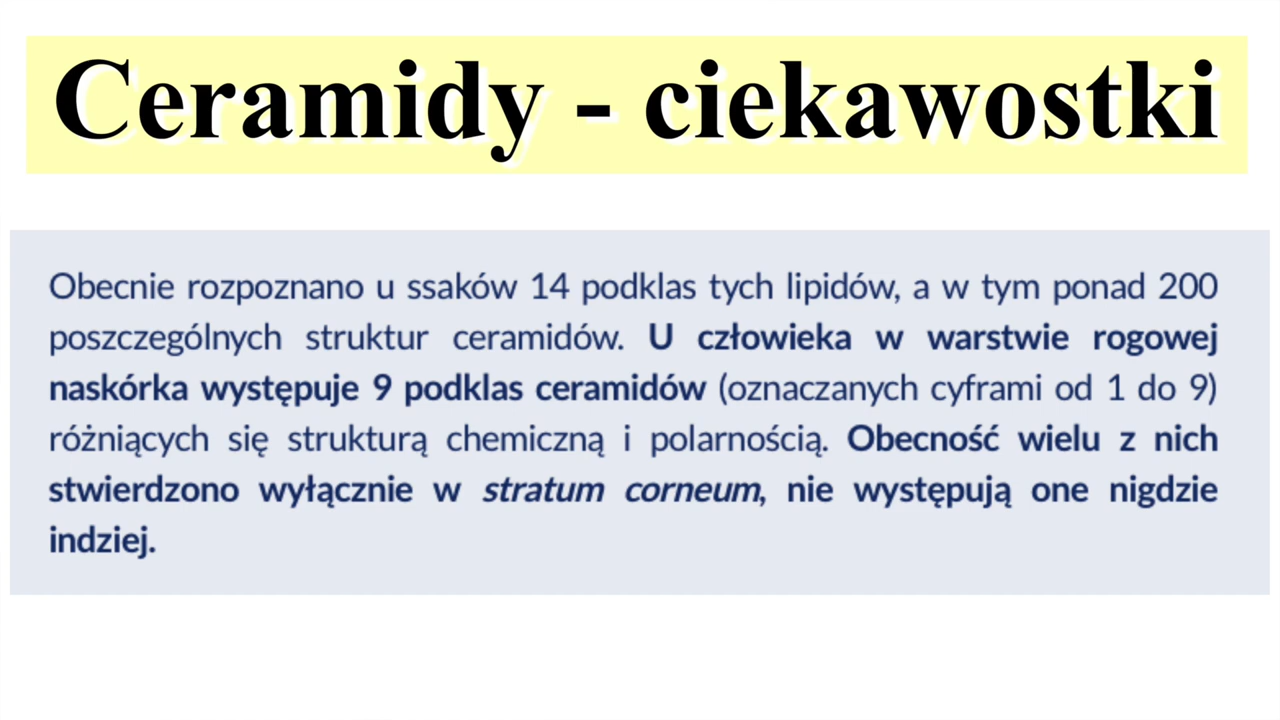 Ceramidy - ciekawostki
Obecnie rozpoznano u ssaków 14 podklas tych lipidów, a w tym ponad 200
poszczególnych struktur ceramidów. U człowieka w warstwie rogowej
naskórka występuje 9 podklas ceramidów (oznaczanych cyframi od 1 do 9)
różniących się strukturą chemiczną i polarnością. Obecność wielu z nich
stwierdzono wyłącznie w stratum corneum, nie występują one nigdzie
indziej.